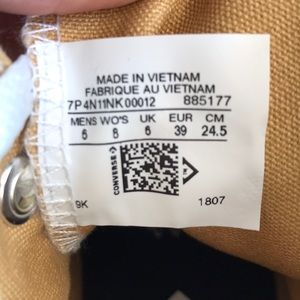 MADE IN VIETNAM
FABRIQUE AU VIETNAM
7P4N11NK00012 885177
MENS WO'S UK EUR CM
6 8 6 39 24.5
CONVERSE
9K 1807